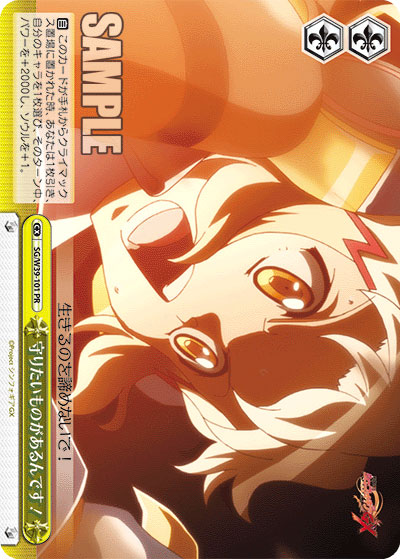 SAMPLE
自 このカードが手札からクライマック
ス置場に置かれた時、あなたは1枚引き、
自分のキャラを1枚選び、そのターン中、
パワーを＋2000し、ソウルを＋1。
生きるのを諦めないで！
CX
SG/W39-101 PR
守りたいものがあるんです！
©Project シンフォギアGX